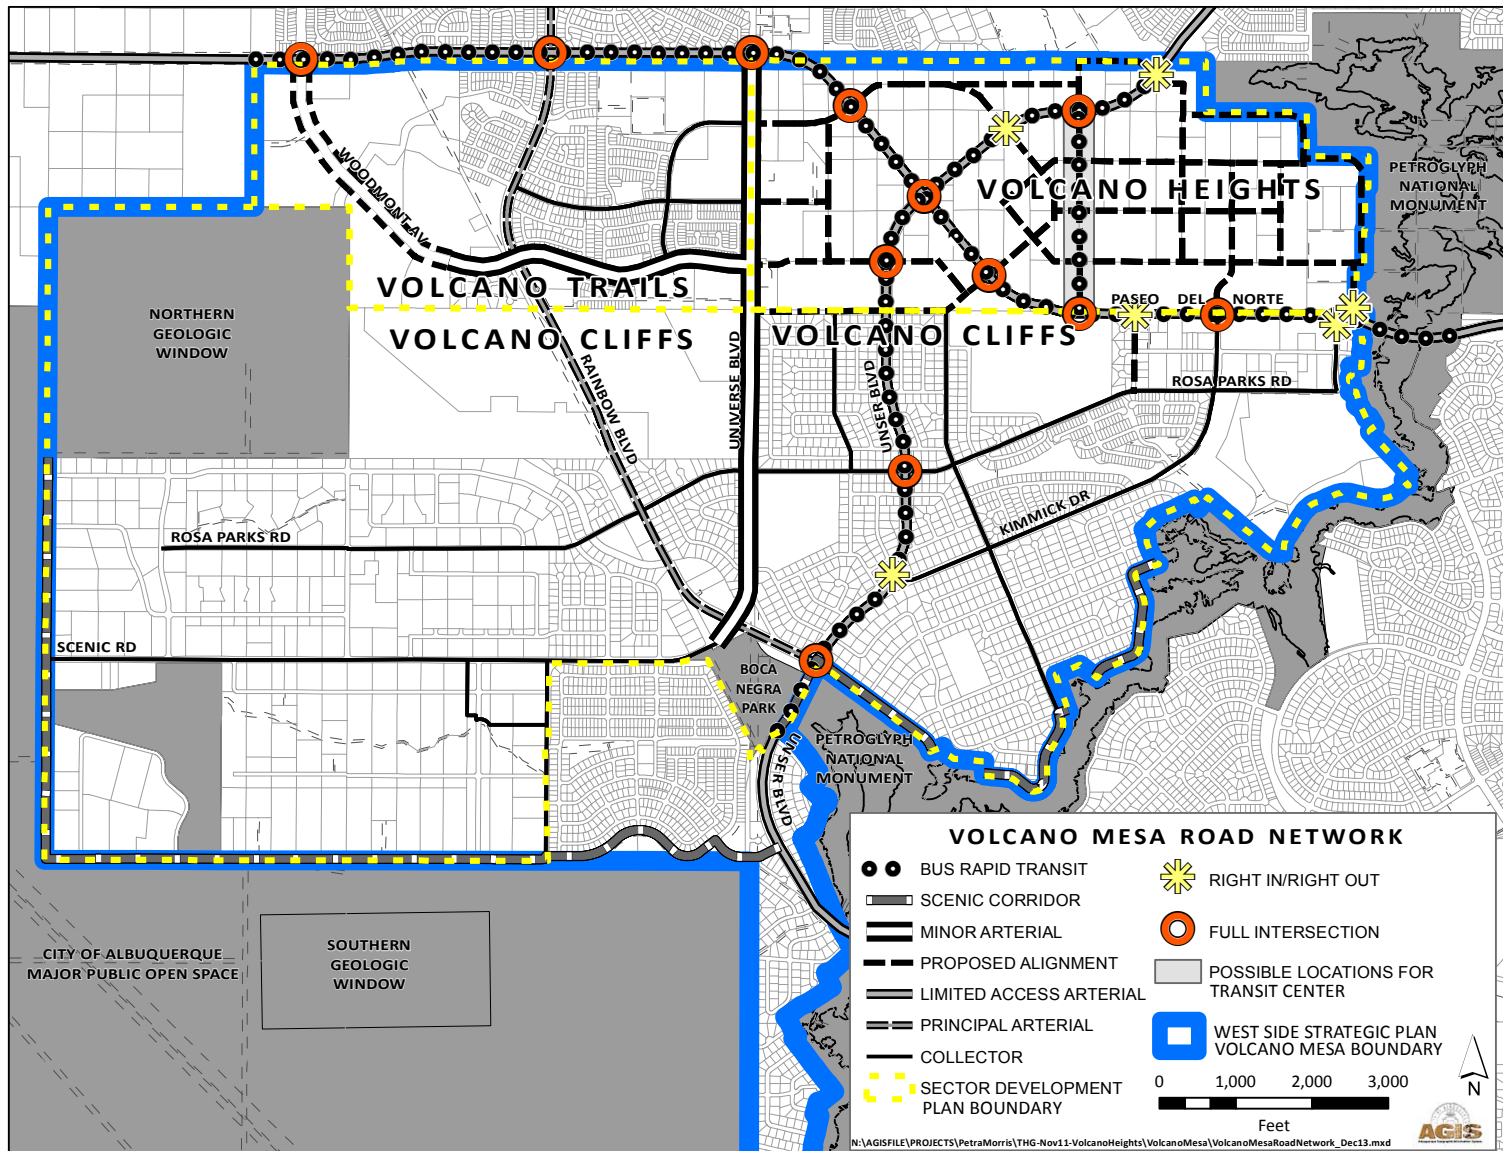 WOODMONT AV
PETROGLYPH
NATIONAL
MONUMENT
VOLCANO HEIGHTS
VOLCANO TRAILS
PASEO DEL NORTE
NORTHERN
GEOLOGIC
WINDOW
VOLCANO CLIFFS
VOLCANO CLIFFS
RAINBOW BLVD
UNIVERSE BLVD
UNSER BLVD
ROSA PARKS RD
KIMMICK DR
ROSA PARKS RD
SCENIC RD
BOCA
NEGRA
PARK
PETROGLYPH
NATIONAL
MONUMENT
UNSER BLVD
CITY OF ALBUQUERQUE
MAJOR PUBLIC OPEN SPACE
SOUTHERN
GEOLOGIC
WINDOW
VOLCANO MESA ROAD NETWORK
BUS RAPID TRANSIT
SCENIC CORRIDOR
MINOR ARTERIAL
PROPOSED ALIGNMENT
LIMITED ACCESS ARTERIAL
PRINCIPAL ARTERIAL
COLLECTOR
SECTOR DEVELOPMENT
PLAN BOUNDARY
RIGHT IN/RIGHT OUT
FULL INTERSECTION
POSSIBLE LOCATIONS FOR
TRANSIT CENTER
WEST SIDE STRATEGIC PLAN
VOLCANO MESA BOUNDARY
0 1,000 2,000 3,000
Feet
N
AGIS
N:\AGISFILE\PROJECTS\PetraMorris\THG-Nov11-VolcanoHeights\VolcanoMesa\VolcanoMesaRoadNetwork_Dec13.mxd